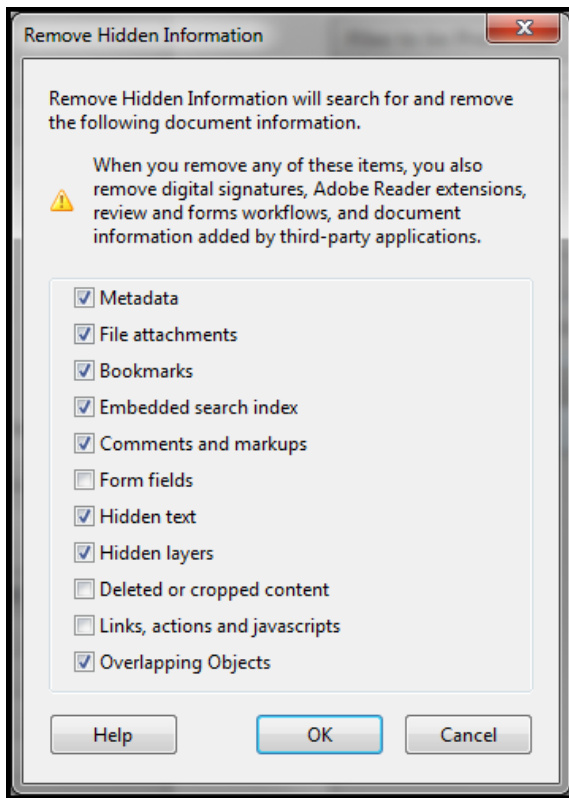 Remove Hidden Information
Remove Hidden Information will search for and remove
the following document information.
When you remove any of these items, you also
remove digital signatures, Adobe Reader extensions,
review and forms workflows, and document
information added by third-party applications.
Metadata
File attachments
Bookmarks
Embedded search index
Comments and markups
Form fields
Hidden text
Hidden layers
Deleted or cropped content
Links, actions and javascripts
Overlapping Objects
Help
OK
Cancel